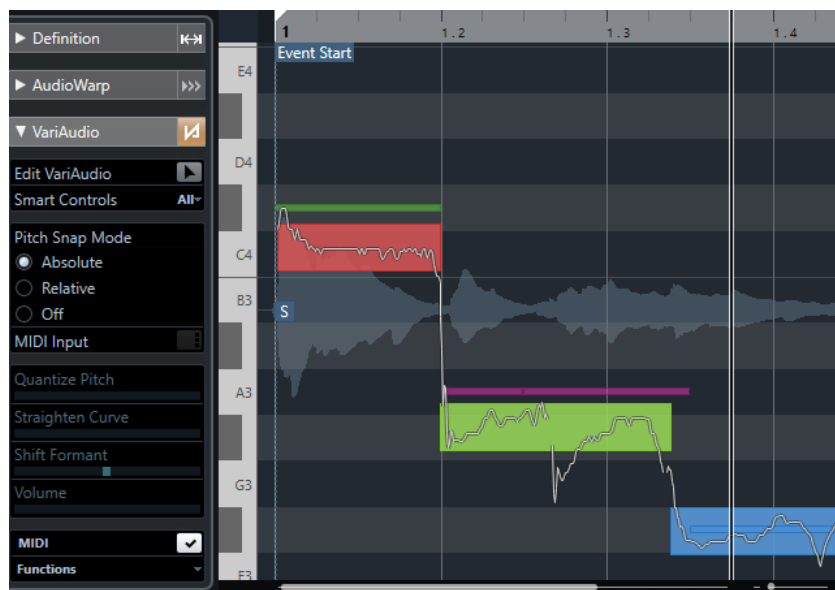 Definition
AudioWarp
VariAudio
Edit VariAudio
Smart Controls All
Pitch Snap Mode
Absolute
Relative
Off
MIDI Input
Quantize Pitch
Straighten Curve
Shift Formant
Volume
MIDI
Functions
1 1.2 1.3 1.4
Event Start
E4
D4
C4
B3
S
A3
G3
F3